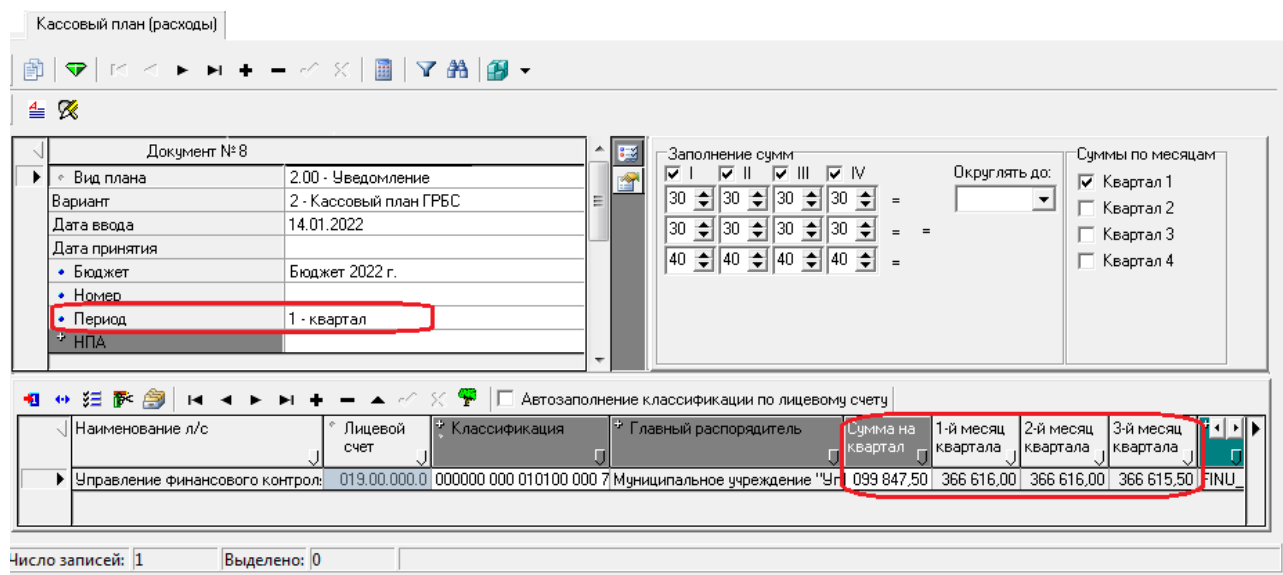 Кассовый план (расходы)
Документ № 8
Вид плана 2.00 - Уведомление
Вариант 2 - Кассовый план ГРБС
Дата ввода 14.01.2022
Дата принятия
Бюджет Бюджет 2022 г.
Номер
Период 1 - квартал
НПА
Заполнение сумм
I II III IV Округлять до:
30 30 30 30 =
30 30 30 30 = =
40 40 40 40 =
Суммы по месяцам
Квартал 1
Квартал 2
Квартал 3
Квартал 4
Автозаполнение классификации по лицевому счету
Наименование л/с Лицевой счет Классификация Главный распорядитель Сумма на квартал 1-й месяц квартала 2-й месяц квартала 3-й месяц квартала
Управление финансового контрол 019.00.000.0 000000 000 010100 000 7 Муниципальное учреждение "Уп 099 847,50 366 616,00 366 616,00 366 615,50 FINU_
Число записей: 1 Выделено: 0